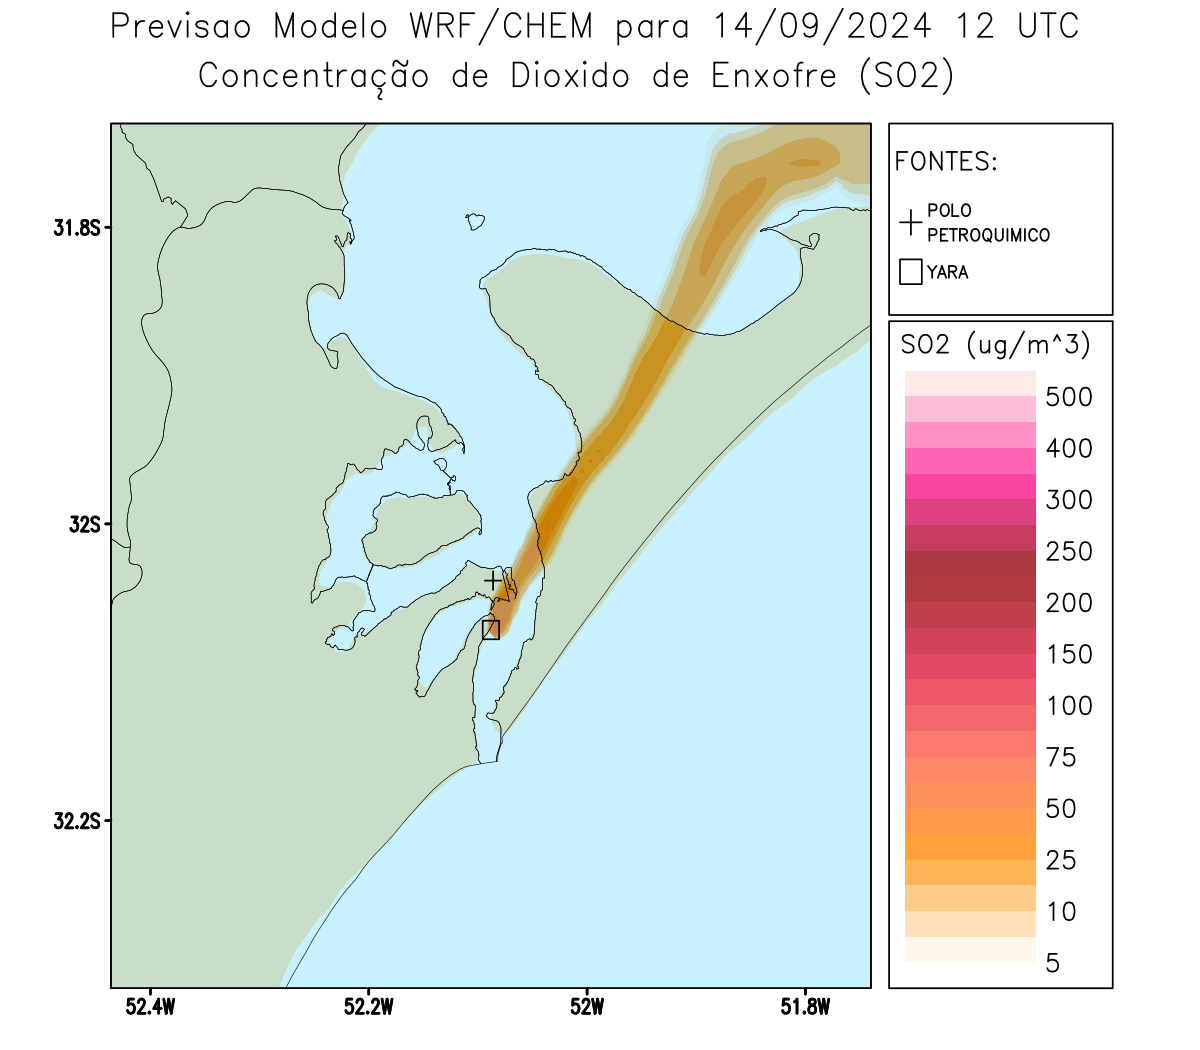 Previsao Modelo WRF/CHEM para 14/09/2024 12 UTC
Concentração de Dioxido de Enxofre (SO2)
FONTES:
POLO
PETROQUIMICO
YARA
31.8S
32S
32.2S
52.4W
52.2W
52W
51.8W
SO2 (ug/m^3)
500
400
300
250
200
150
100
75
50
25
10
5